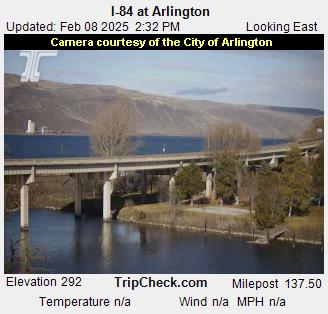 I-84 at Arlington
Updated: Feb 08 2025 2:32 PM Looking East
Camera courtesy of the City of Arlington
Elevation 292 TripCheck.com Milepost 137.50
Temperature n/a Wind n/a MPH n/a